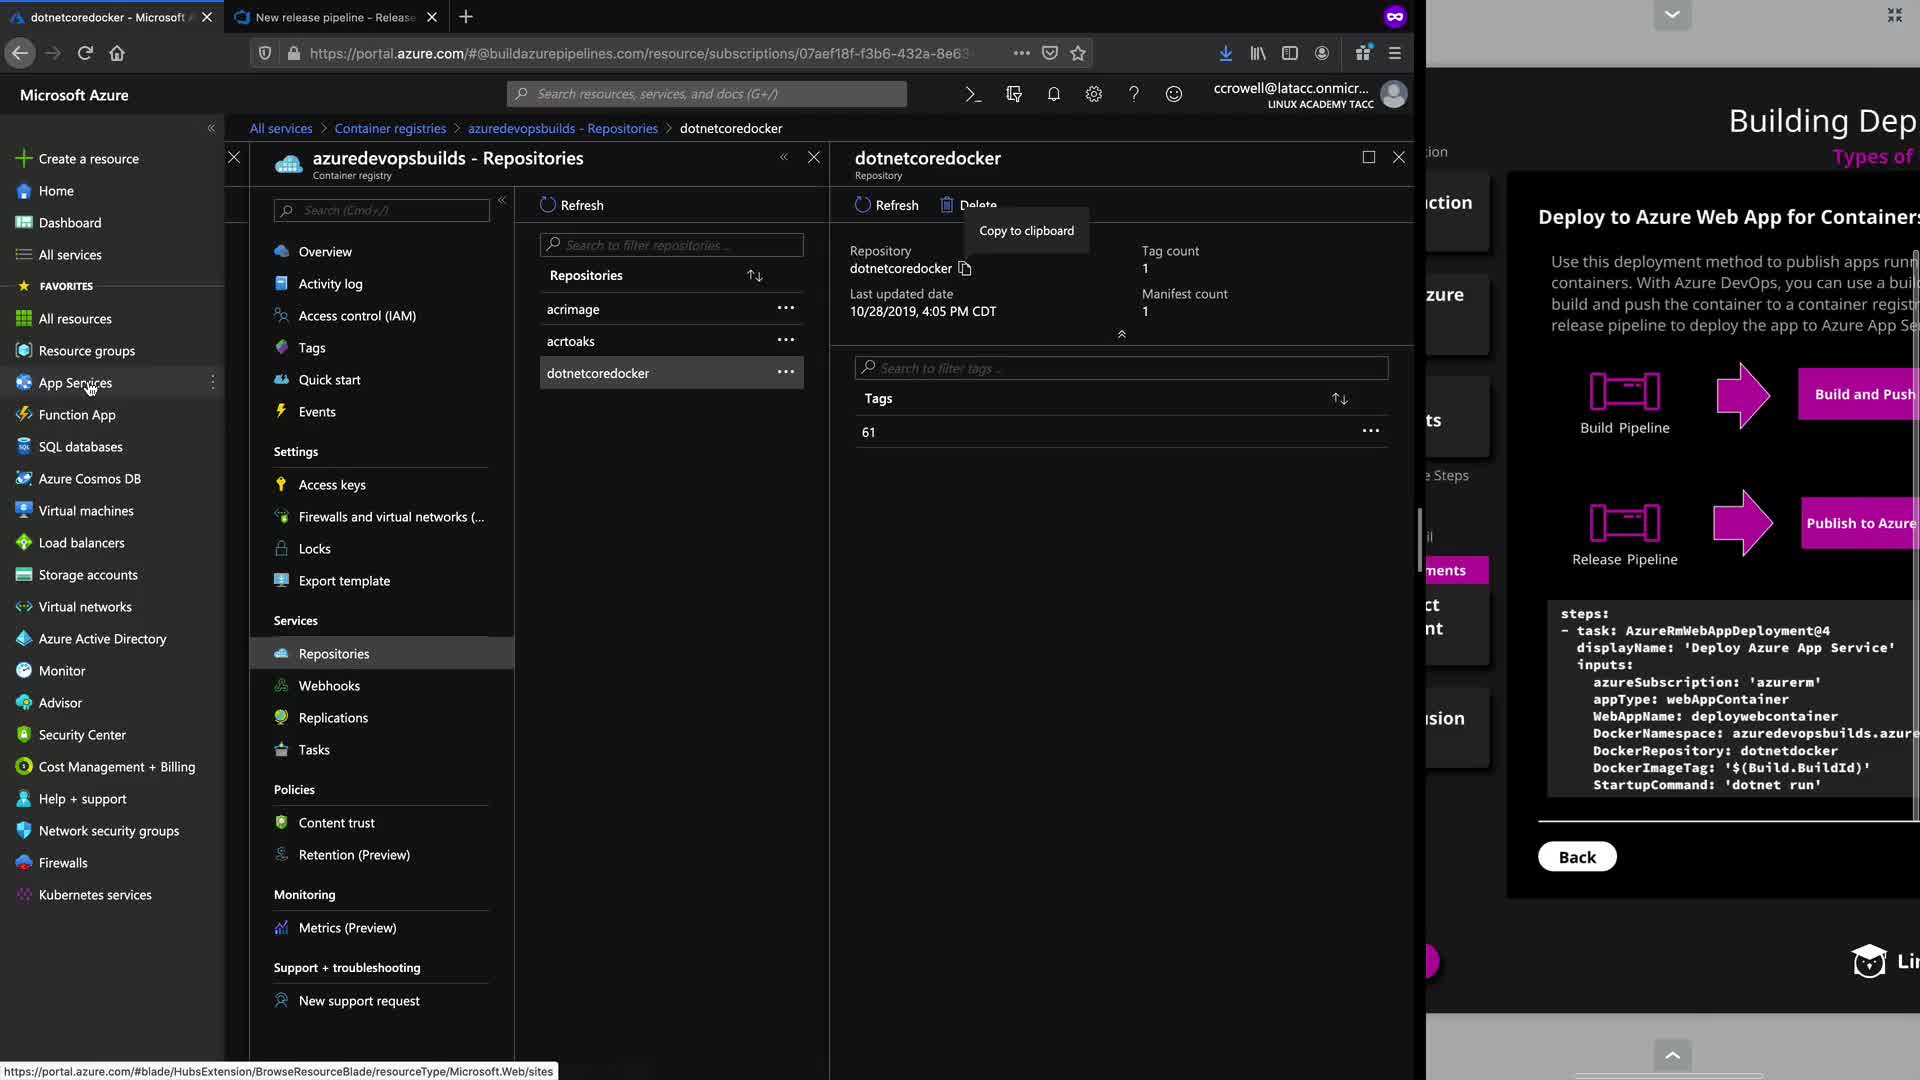 dotnetcoredocker - Microsoft
New release pipeline - Release
https://portal.azure.com/#@buildazurepipelines.com/resource/subscriptions/07aef18f-f3b6-432a-8e63
Microsoft Azure
Search resources, services, and docs (G+/)
ccrowell@latacc.onmicr...
LINUX ACADEMY TACC
All services > Container registries > azuredevopsbuilds - Repositories > dotnetcoredocker
Create a resource
Home
Dashboard
All services
FAVORITES
All resources
Resource groups
App Services
Function App
SQL databases
Azure Cosmos DB
Virtual machines
Load balancers
Storage accounts
Virtual networks
Azure Active Directory
Monitor
Advisor
Security Center
Cost Management + Billing
Help + support
Network security groups
Firewalls
Kubernetes services
azuredevopsbuilds - Repositories
Container registry
Search (Cmd+/)
Overview
Activity log
Access control (IAM)
Tags
Quick start
Events
Settings
Access keys
Firewalls and virtual networks (...
Locks
Export template
Services
Repositories
Webhooks
Replications
Tasks
Policies
Content trust
Retention (Preview)
Monitoring
Metrics (Preview)
Support + troubleshooting
New support request
Refresh
Search to filter repositories ...
Repositories
acrimage
acrtoaks
dotnetcoredocker
dotnetcoredocker
Repository
Refresh
Delete
Copy to clipboard
Repository
dotnetcoredocker
Tag count
1
Last updated date
10/28/2019, 4:05 PM CDT
Manifest count
1
Search to filter tags ...
Tags
61
https://portal.azure.com/#blade/HubsExtension/BrowseResourceBlade/resourceType/Microsoft.Web/sites
Building Dep
Types of
Deploy to Azure Web App for Containers
Use this deployment method to publish apps runn
containers. With Azure DevOps, you can use a buil
build and push the container to a container registr
release pipeline to deploy the app to Azure App Se
Build Pipeline
Build and Push
Release Pipeline
Publish to Azure
steps:
- task: AzureRmWebAppDeployment@4
displayName: 'Deploy Azure App Service'
inputs:
azureSubscription: 'azurerm'
appType: webAppContainer
WebAppName: deploywebcontainer
DockerNamespace: azuredevopsbuilds.azure
DockerRepository: dotnetdocker
DockerImageTag: '$(Build.BuildId)'
StartupCommand: 'dotnet run'
Back
ion
ction
zure
ts
e Steps
il
ments
ct
nt
sion
Lin